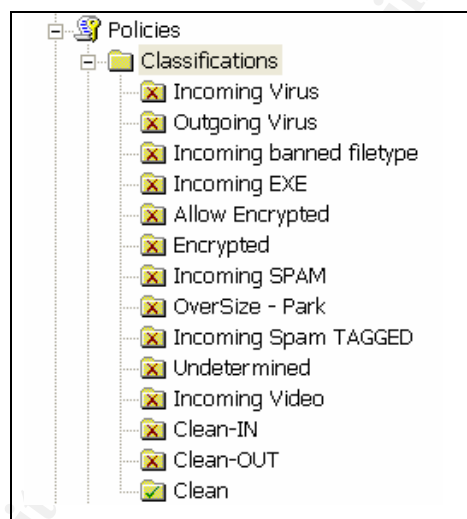 Policies
Classifications
Incoming Virus
Outgoing Virus
Incoming banned filetype
Incoming EXE
Allow Encrypted
Encrypted
Incoming SPAM
OverSize - Park
Incoming Spam TAGGED
Undetermined
Incoming Video
Clean-IN
Clean-OUT
Clean